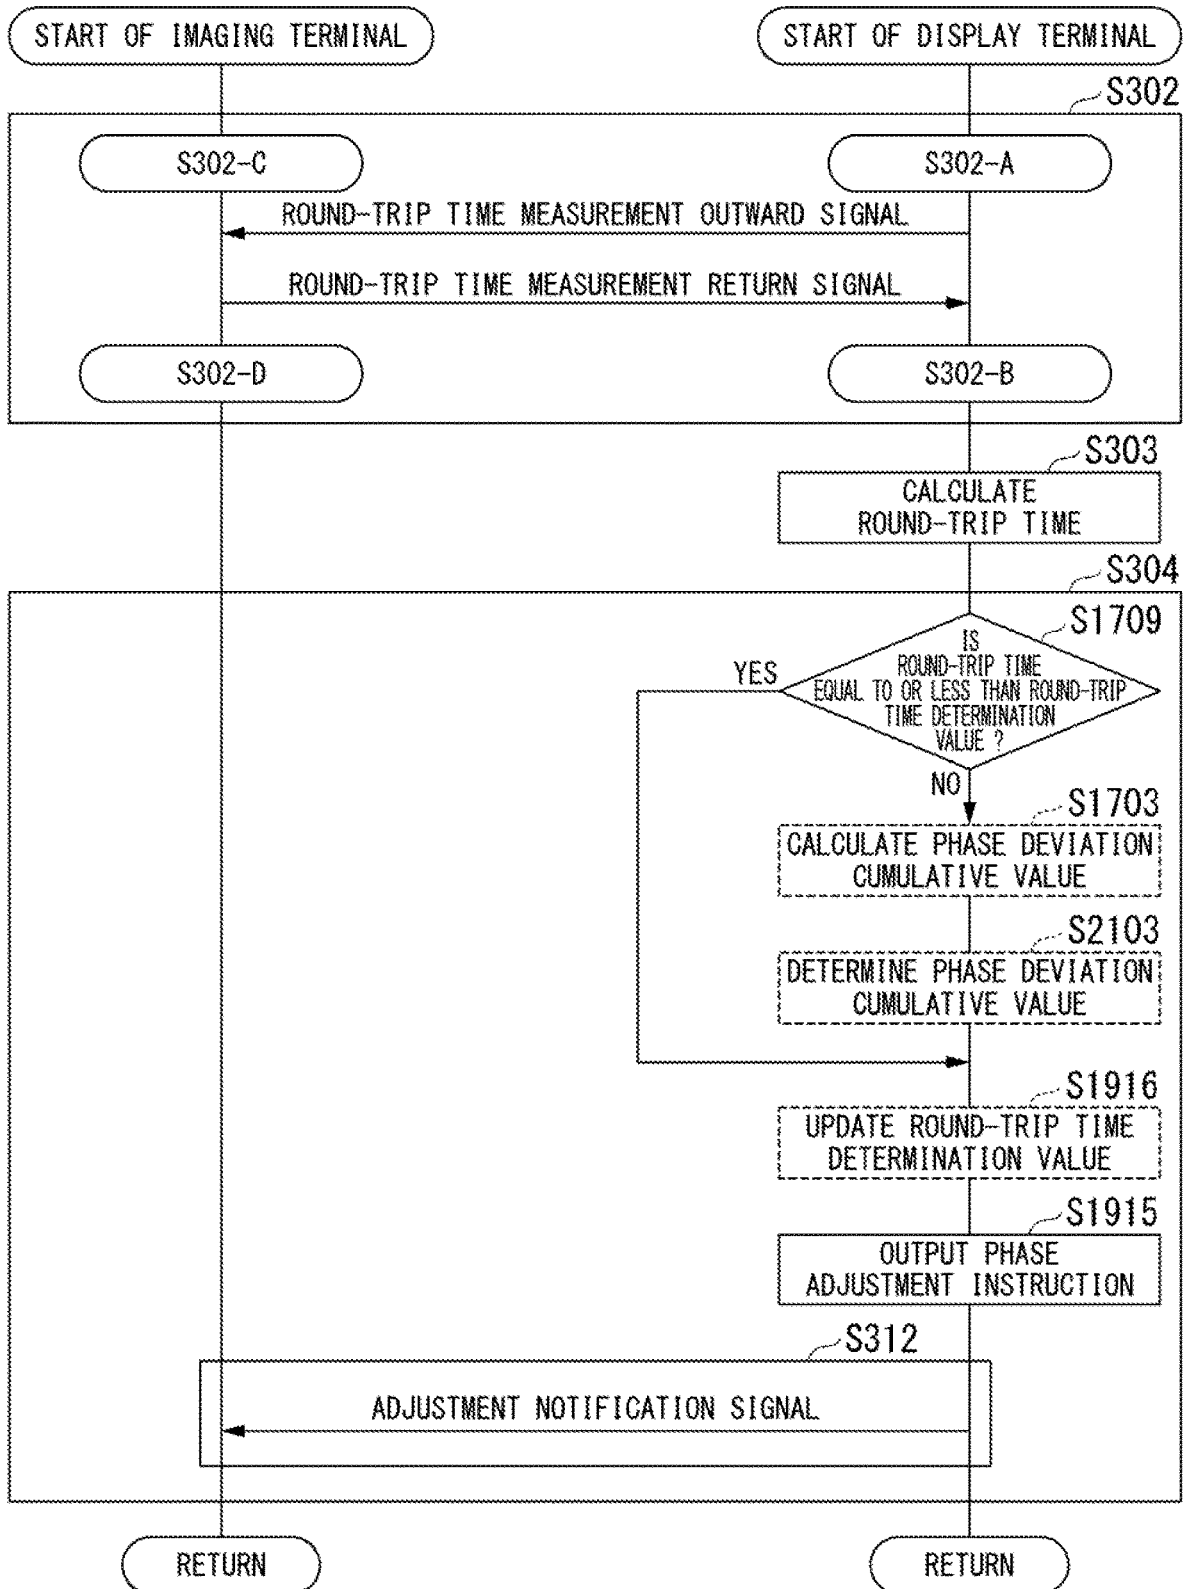 START OF IMAGING TERMINAL
START OF DISPLAY TERMINAL
S302
S302-C
S302-A
ROUND-TRIP TIME MEASUREMENT OUTWARD SIGNAL
ROUND-TRIP TIME MEASUREMENT RETURN SIGNAL
S302-D
S302-B
S303
CALCULATE
ROUND-TRIP TIME
S304
S1709
IS
ROUND-TRIP TIME
EQUAL TO OR LESS THAN ROUND-TRIP
TIME DETERMINATION
VALUE ?
YES
NO
S1703
CALCULATE PHASE DEVIATION
CUMULATIVE VALUE
S2103
DETERMINE PHASE DEVIATION
CUMULATIVE VALUE
S1916
UPDATE ROUND-TRIP TIME
DETERMINATION VALUE
S1915
OUTPUT PHASE
ADJUSTMENT INSTRUCTION
S312
ADJUSTMENT NOTIFICATION SIGNAL
RETURN
RETURN